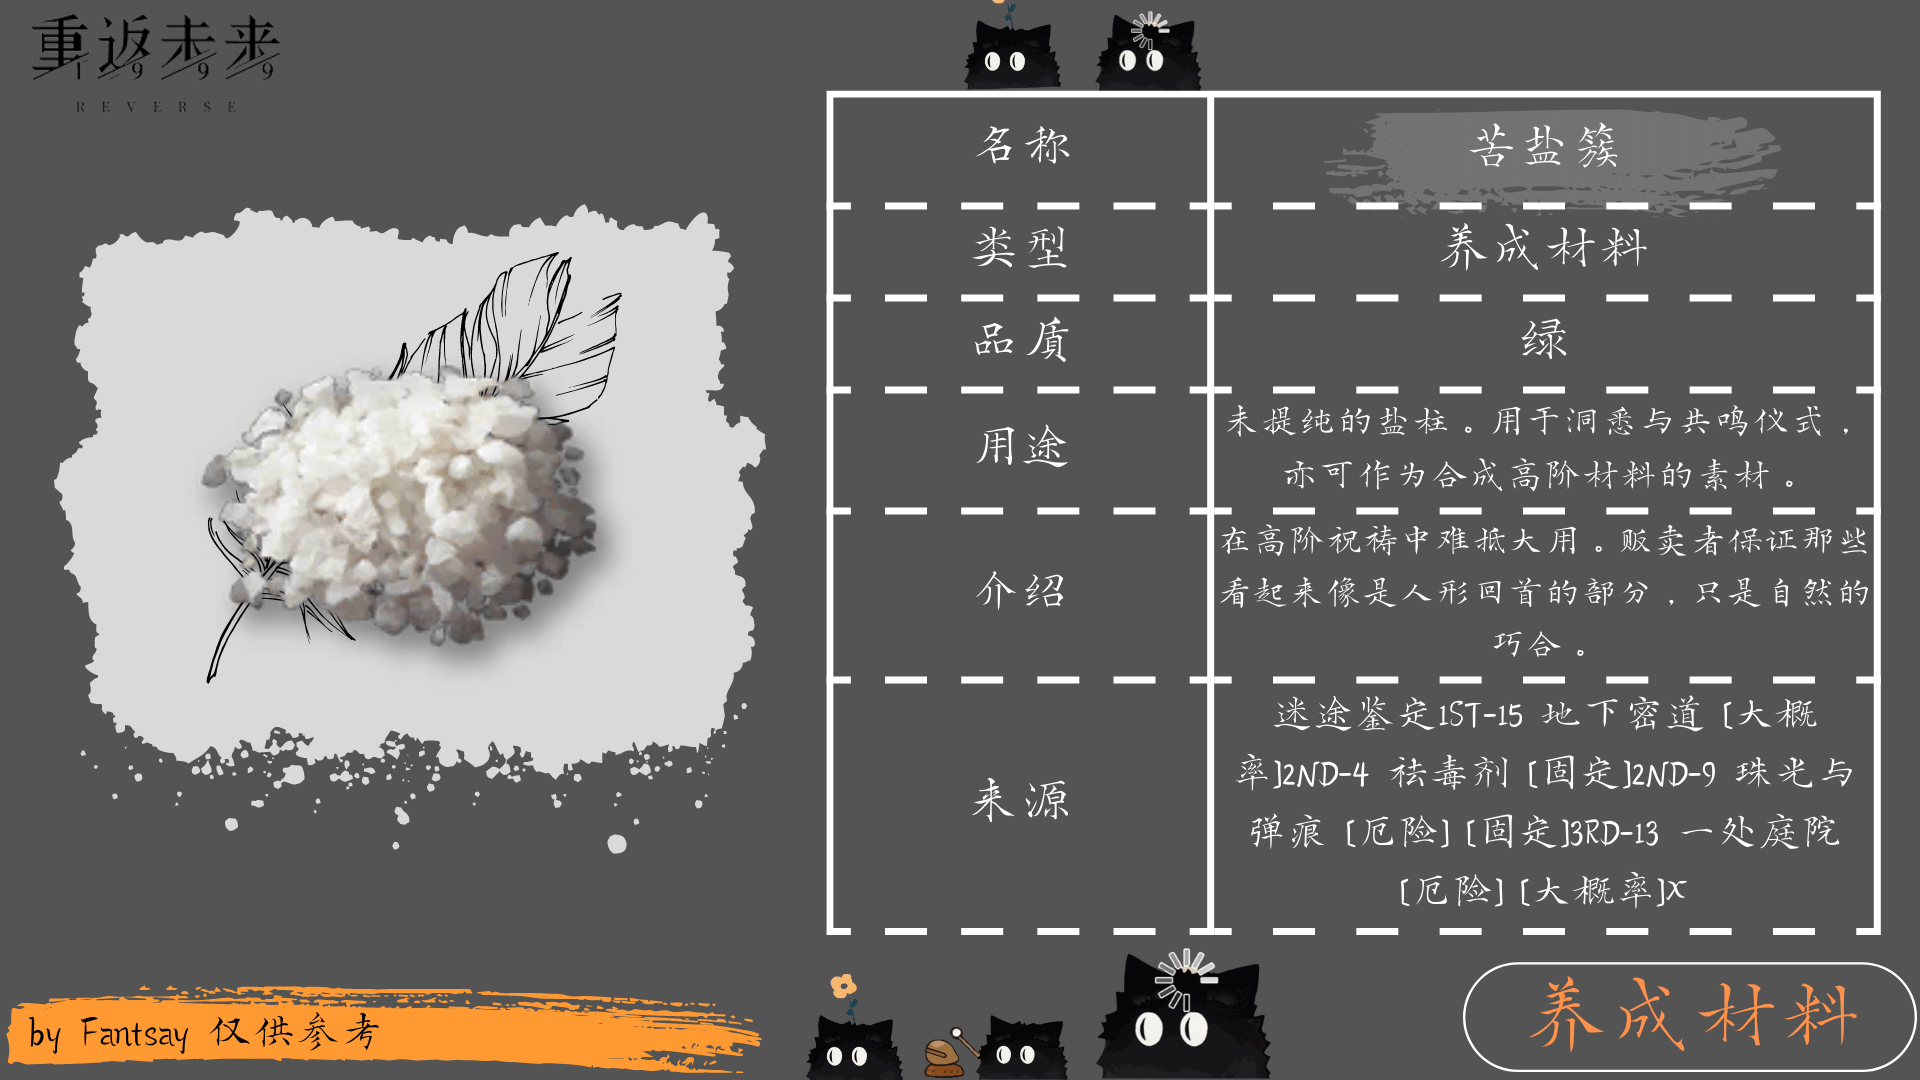 重返未来
1 9 9 9
REVERSE
名称
苦盐簇
类型
养成材料
品质
绿
用途
未提纯的盐柱。用于洞悉与共鸣仪式，
亦可作为合成高阶材料的素材。
介绍
在高阶祝祷中难抵大用。贩卖者保证那些
看起来像是人形回首的部分，只是自然的
巧合。
来源
迷途鉴定1ST-15 地下密道 [大概
率]2ND-4 祛毒剂 [固定]2ND-9 珠光与
弹痕 [厄险] [固定]3RD-13 一处庭院
[厄险] [大概率]X
by Fantsay 仅供参考
养成材料